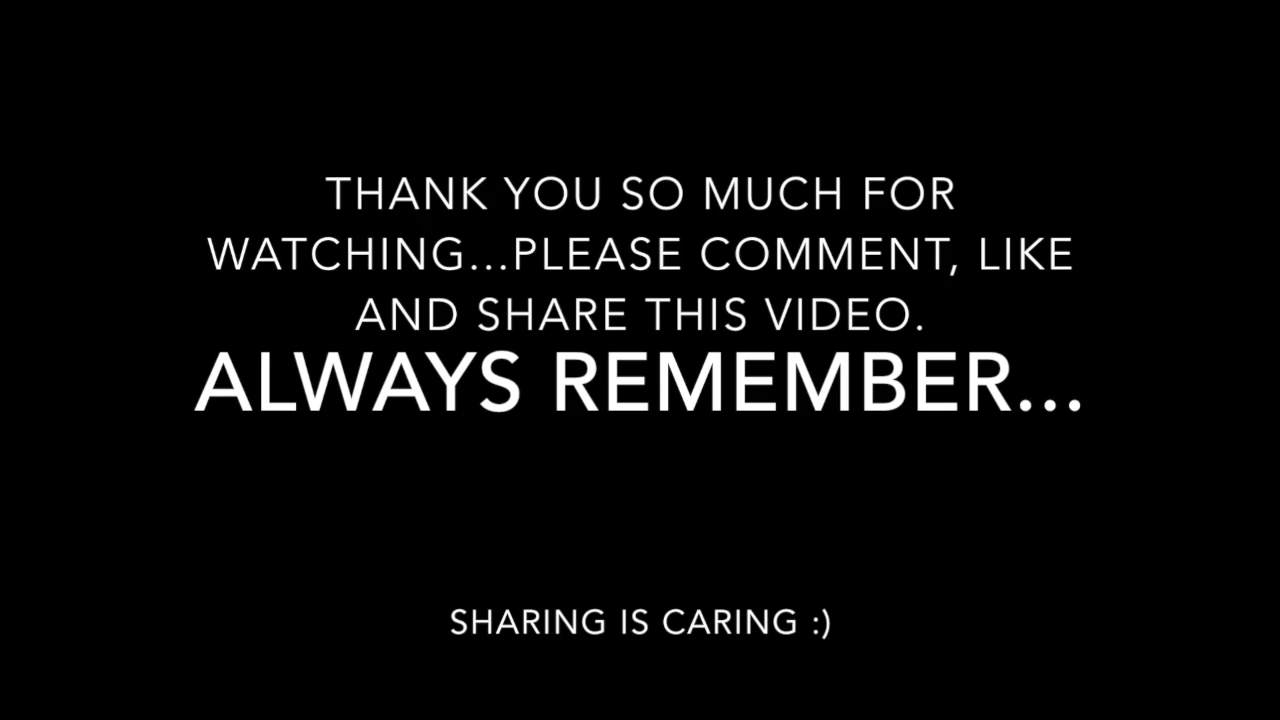 THANK YOU SO MUCH FOR
WATCHING...PLEASE COMMENT, LIKE
AND SHARE THIS VIDEO.
ALWAYS REMEMBER...
SHARING IS CARING :)